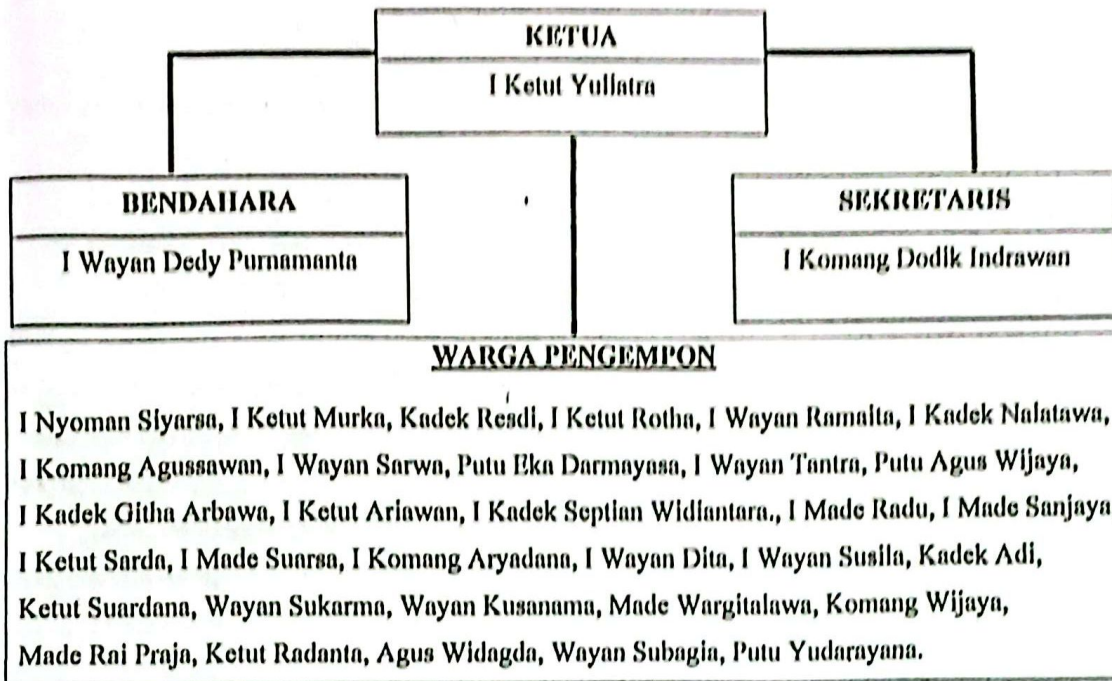 KETUA
I Ketut Yuliatra
BENDAHARA
I Wayan Dedy Purnamanta
SEKRETARIS
I Komang Dodik Indrawan
WARGA PENGEMPON
I Nyoman Siyarsa, I Ketut Murka, Kadek Resdi, I Ketut Rotha, I Wayan Ramaita, I Kadek Nalatawa,
I Komang Agussawan, I Wayan Sarwa, Putu Eka Darmayasa, I Wayan Tantra, Putu Agus Wijaya,
I Kadek Githa Arbawa, I Ketut Ariawan, I Kadek Septian Widiantara., I Made Radu, I Made Sanjaya
I Ketut Sarda, I Made Suarsa, I Komang Aryadana, I Wayan Dita, I Wayan Susila, Kadek Adi,
Ketut Suardana, Wayan Sukarma, Wayan Kusanama, Made Wargitalawa, Komang Wijaya,
Made Rai Praja, Ketut Radanta, Agus Widagda, Wayan Subagia, Putu Yudarayana.